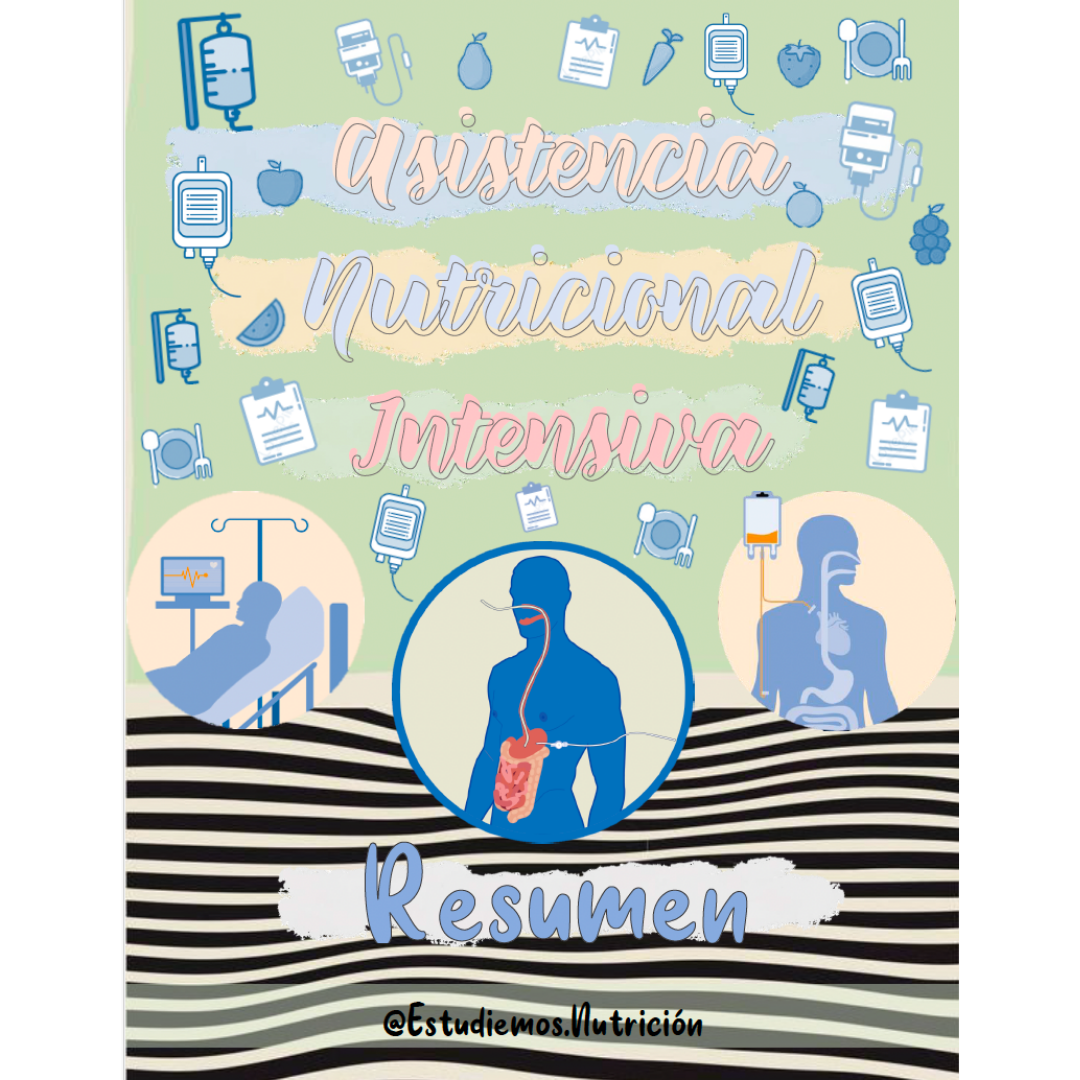 Asistencia
Nutricional
Intensiva
Resumen
@Estudiemos.Nutrición